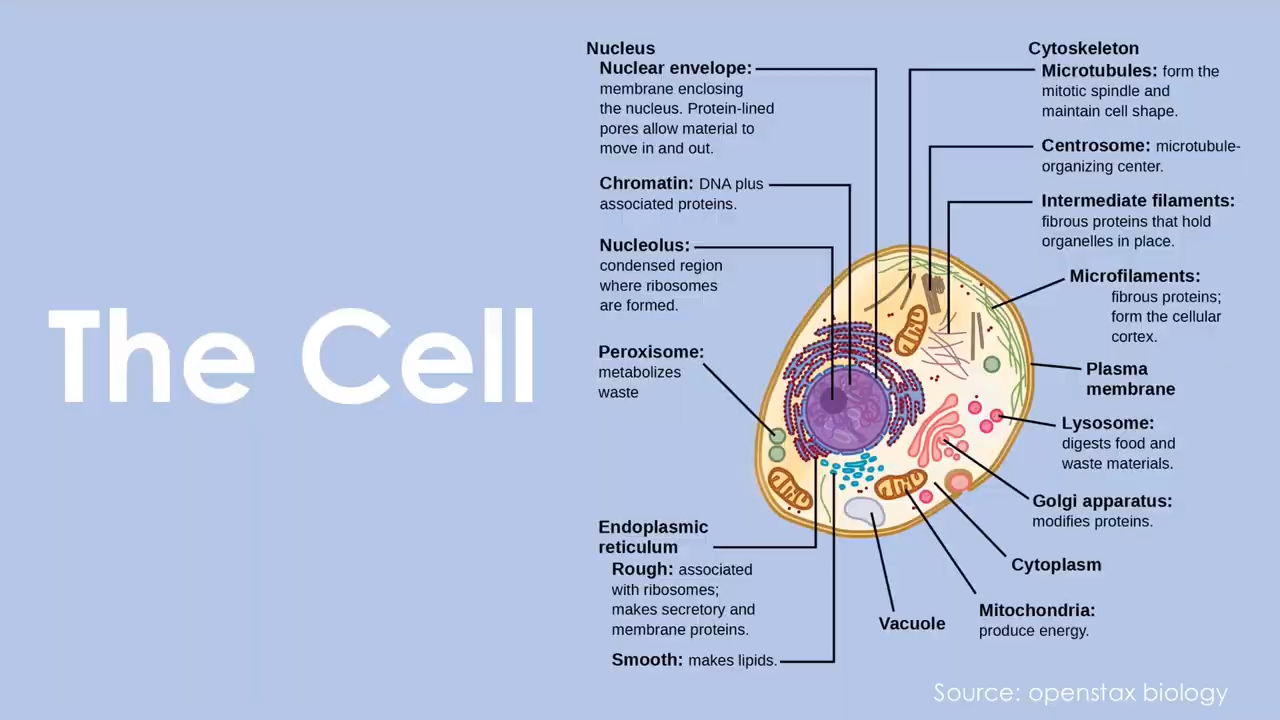 The Cell
Nucleus
Nuclear envelope:
membrane enclosing
the nucleus. Protein-lined
pores allow material to
move in and out.
Chromatin: DNA plus
associated proteins.
Nucleolus:
condensed region
where ribosomes
are formed.
Peroxisome:
metabolizes
waste
Endoplasmic
reticulum
Rough: associated
with ribosomes;
makes secretory and
membrane proteins.
Smooth: makes lipids.
Cytoskeleton
Microtubules: form the
mitotic spindle and
maintain cell shape.
Centrosome: microtubule-
organizing center.
Intermediate filaments:
fibrous proteins that hold
organelles in place.
Microfilaments:
fibrous proteins;
form the cellular
cortex.
Plasma
membrane
Lysosome:
digests food and
waste materials.
Golgi apparatus:
modifies proteins.
Cytoplasm
Mitochondria:
produce energy.
Vacuole
Source: openstax biology